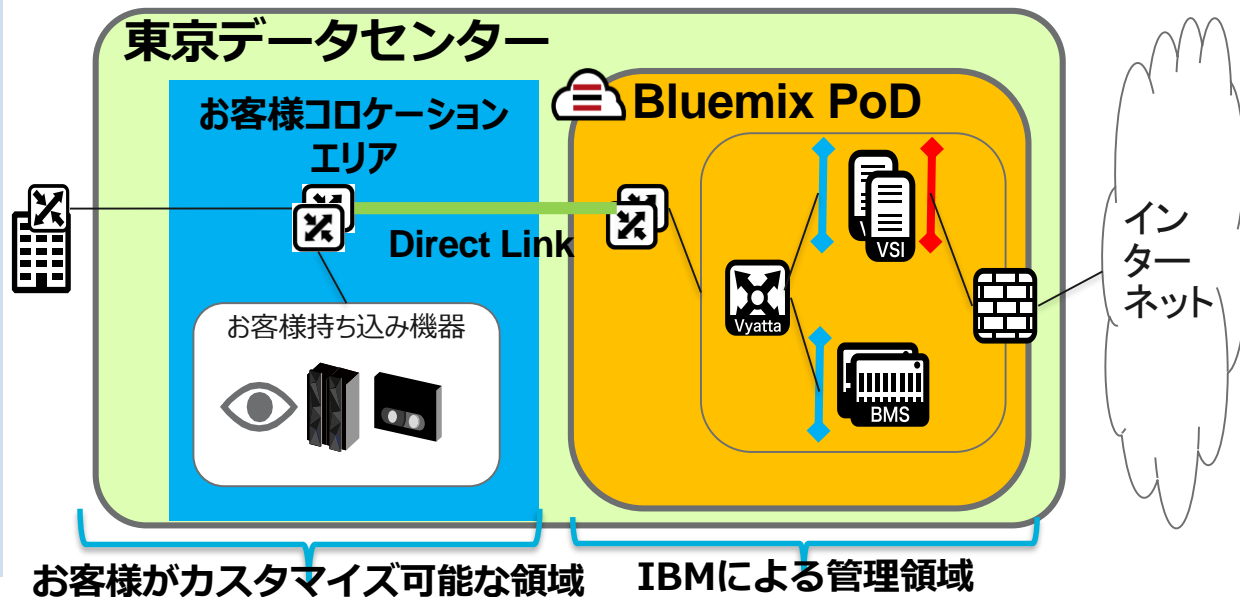 東京データセンター
お客様コロケーション
エリア
Bluemix PoD
Direct Link
お客様持ち込み機器
VSI
Vyatta
BMS
イン
ター
ネット
お客様がカスタマイズ可能な領域
IBMによる管理領域